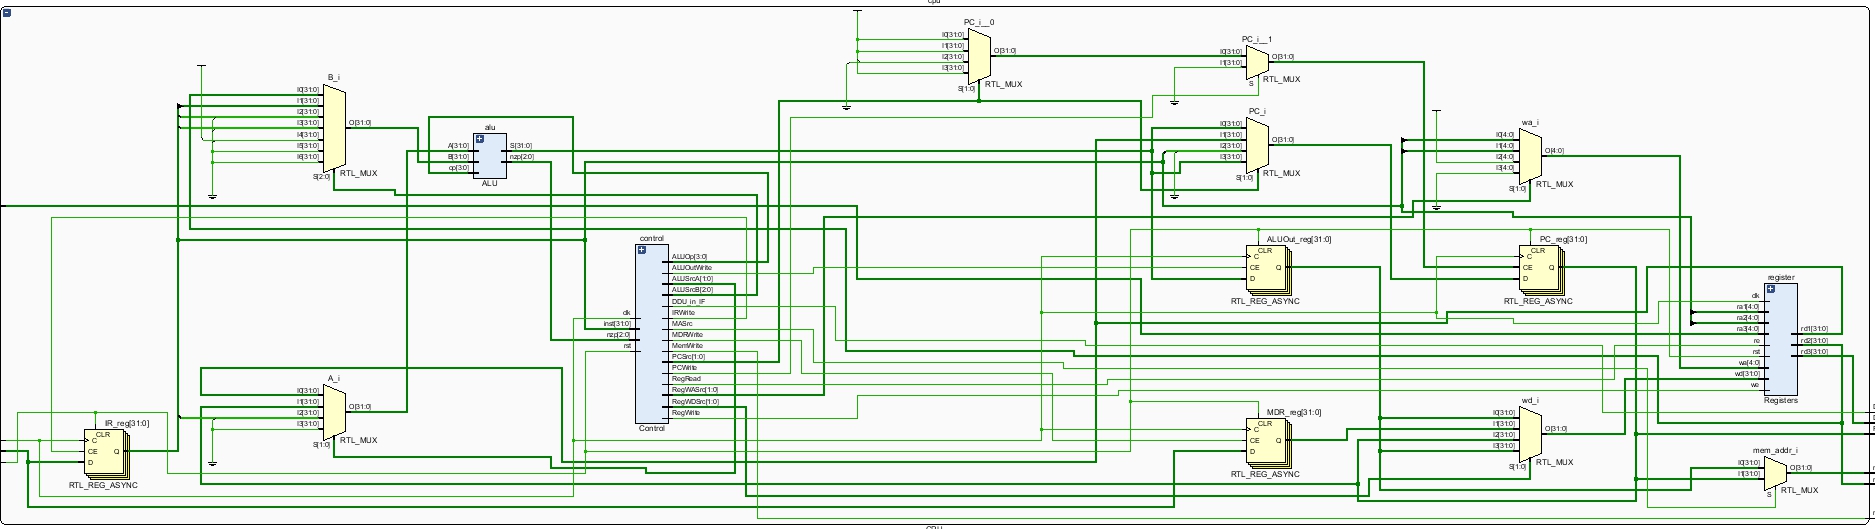 cpu
PC_i__0
I0[31:0]
I1[31:0]
I2[31:0]
I3[31:0]
O[31:0]
S[1:0]
RTL_MUX
PC_i__1
I0[31:0]
I1[31:0]
O[31:0]
S
RTL_MUX
B_i
I0[31:0]
I1[31:0]
I2[31:0]
I3[31:0]
I4[31:0]
I5[31:0]
I6[31:0]
O[31:0]
S[2:0]
RTL_MUX
alu
A[31:0]
B[31:0]
op[3:0]
S[31:0]
nzp[2:0]
ALU
PC_i
I0[31:0]
I1[31:0]
I2[31:0]
I3[31:0]
O[31:0]
S[1:0]
RTL_MUX
wa_i
I0[4:0]
I1[4:0]
I2[4:0]
I3[4:0]
O[4:0]
S[1:0]
RTL_MUX
control
clk
inst[31:0]
nzp[2:0]
rst
ALUOp[3:0]
ALUOutWrite
ALUSrcA[1:0]
ALUSrcB[2:0]
DDU_in_IF
IRWrite
MASrc
MDRWrite
MemWrite
PCSrc[1:0]
PCWrite
RegRead
RegWASrc[1:0]
RegWDSrc[1:0]
RegWrite
Control
ALUOut_reg[31:0]
CLR
C
CE
D
Q
RTL_REG_ASYNC
PC_reg[31:0]
CLR
C
CE
D
Q
RTL_REG_ASYNC
register
clk
ra1[4:0]
ra2[4:0]
ra3[4:0]
re
rst
wa[4:0]
wd[31:0]
we
rd1[31:0]
rd2[31:0]
rd3[31:0]
Registers
A_i
I0[31:0]
I1[31:0]
I2[31:0]
I3[31:0]
O[31:0]
S[1:0]
RTL_MUX
IR_reg[31:0]
CLR
C
CE
D
Q
RTL_REG_ASYNC
MDR_reg[31:0]
CLR
C
CE
D
Q
RTL_REG_ASYNC
wd_i
I0[31:0]
I1[31:0]
I2[31:0]
I3[31:0]
O[31:0]
S[1:0]
RTL_MUX
mem_addr_i
I0[31:0]
I1[31:0]
O[31:0]
S
RTL_MUX
CPU